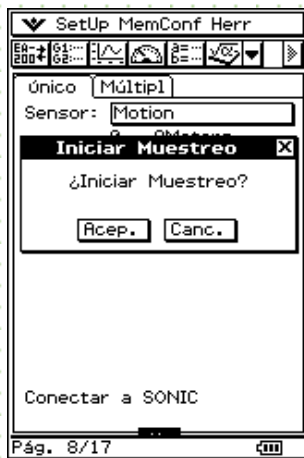 SetUp MemConf Herr
único Múltipl
Sensor: Motion
Iniciar Muestreo
¿Iniciar Muestreo?
Acep. Canc.
Conectar a SONIC
Pág. 8/17